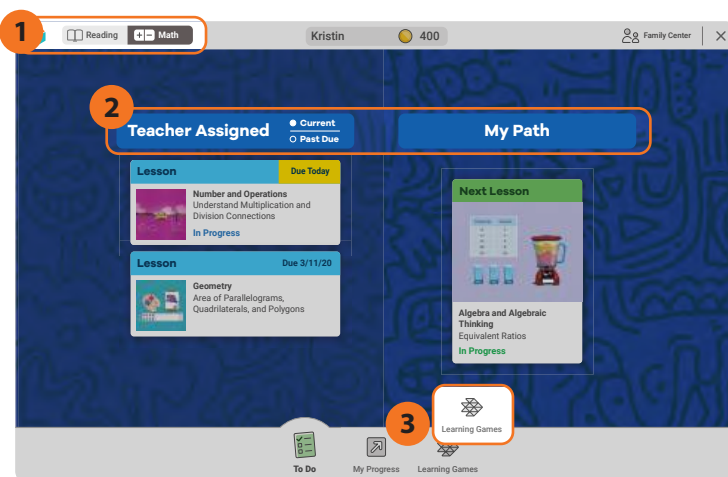 1
Reading
Math
Kristin
400
Family Center
2
Teacher Assigned
Current
Past Due
My Path
Lesson
Due Today
Number and Operations
Understand Multiplication and
Division Connections
In Progress
Lesson
Due 3/11/20
Geometry
Area of Parallelograms,
Quadrilaterals, and Polygons
Next Lesson
Algebra and Algebraic
Thinking
Equivalent Ratios
In Progress
3
Learning Games
To Do
My Progress
Learning Games